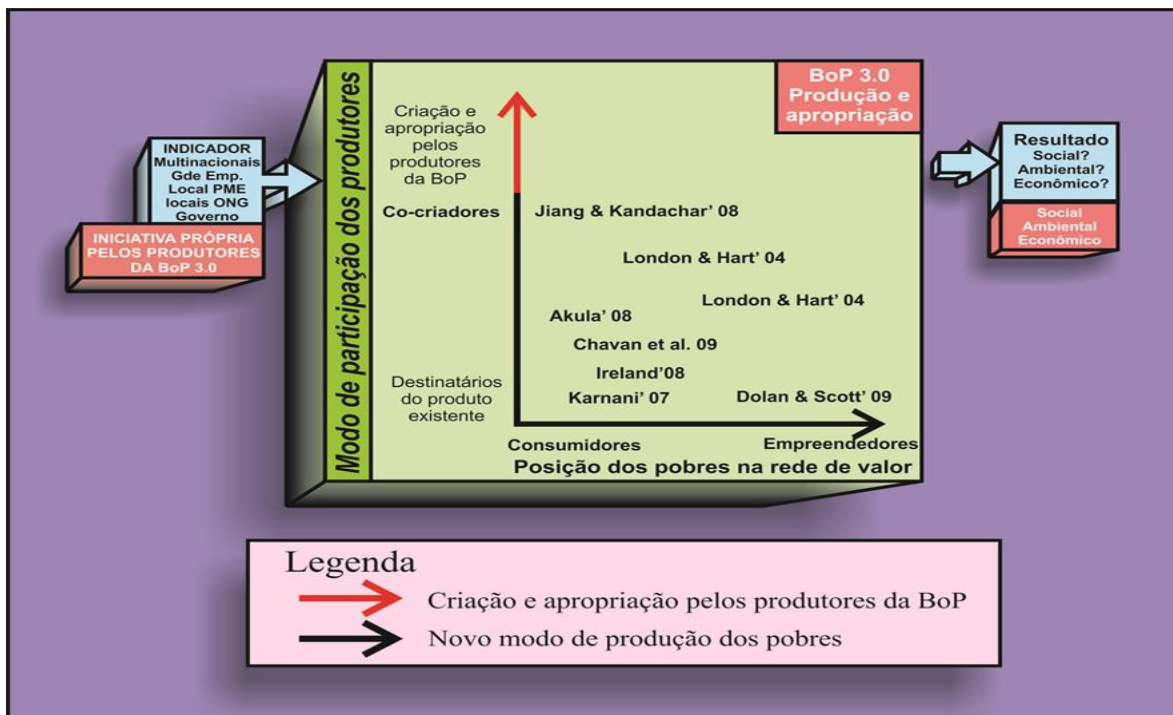 INDICADOR
Multinacionais
Gde Emp.
Local PME
locais ONG
Governo
INICIATIVA PRÓPRIA
PELOS PRODUTORES
DA BoP 3.0
Modo de participação dos produtores
Criação e
apropriação
pelos
produtores
da BoP
Co-criadores
Destinatários
do produto
existente
BoP 3.0
Produção e
apropriação
Jiang & Kandachar' 08
London & Hart' 04
London & Hart' 04
Akula' 08
Chavan et al. 09
Ireland'08
Karnani' 07
Dolan & Scott' 09
Consumidores
Empreendedores
Posição dos pobres na rede de valor
Resultado
Social?
Ambiental?
Econômico?
Social
Ambiental
Econômico
Legenda
Criação e apropriação pelos produtores da BoP
Novo modo de produção dos pobres